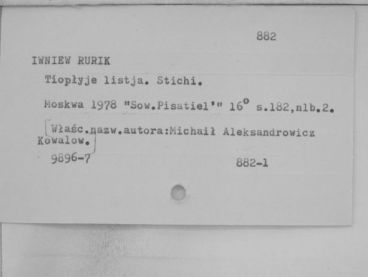 882
IWNIEW RURIK
Tiopłyje listja. Stichi.
Moskwa 1978 "Sow.Pisatiel'" 16° s.182,nlb.2.
[Właśc.nazw.autora:Michaił Aleksandrowicz
Kowalow.]
9896-7 882-1